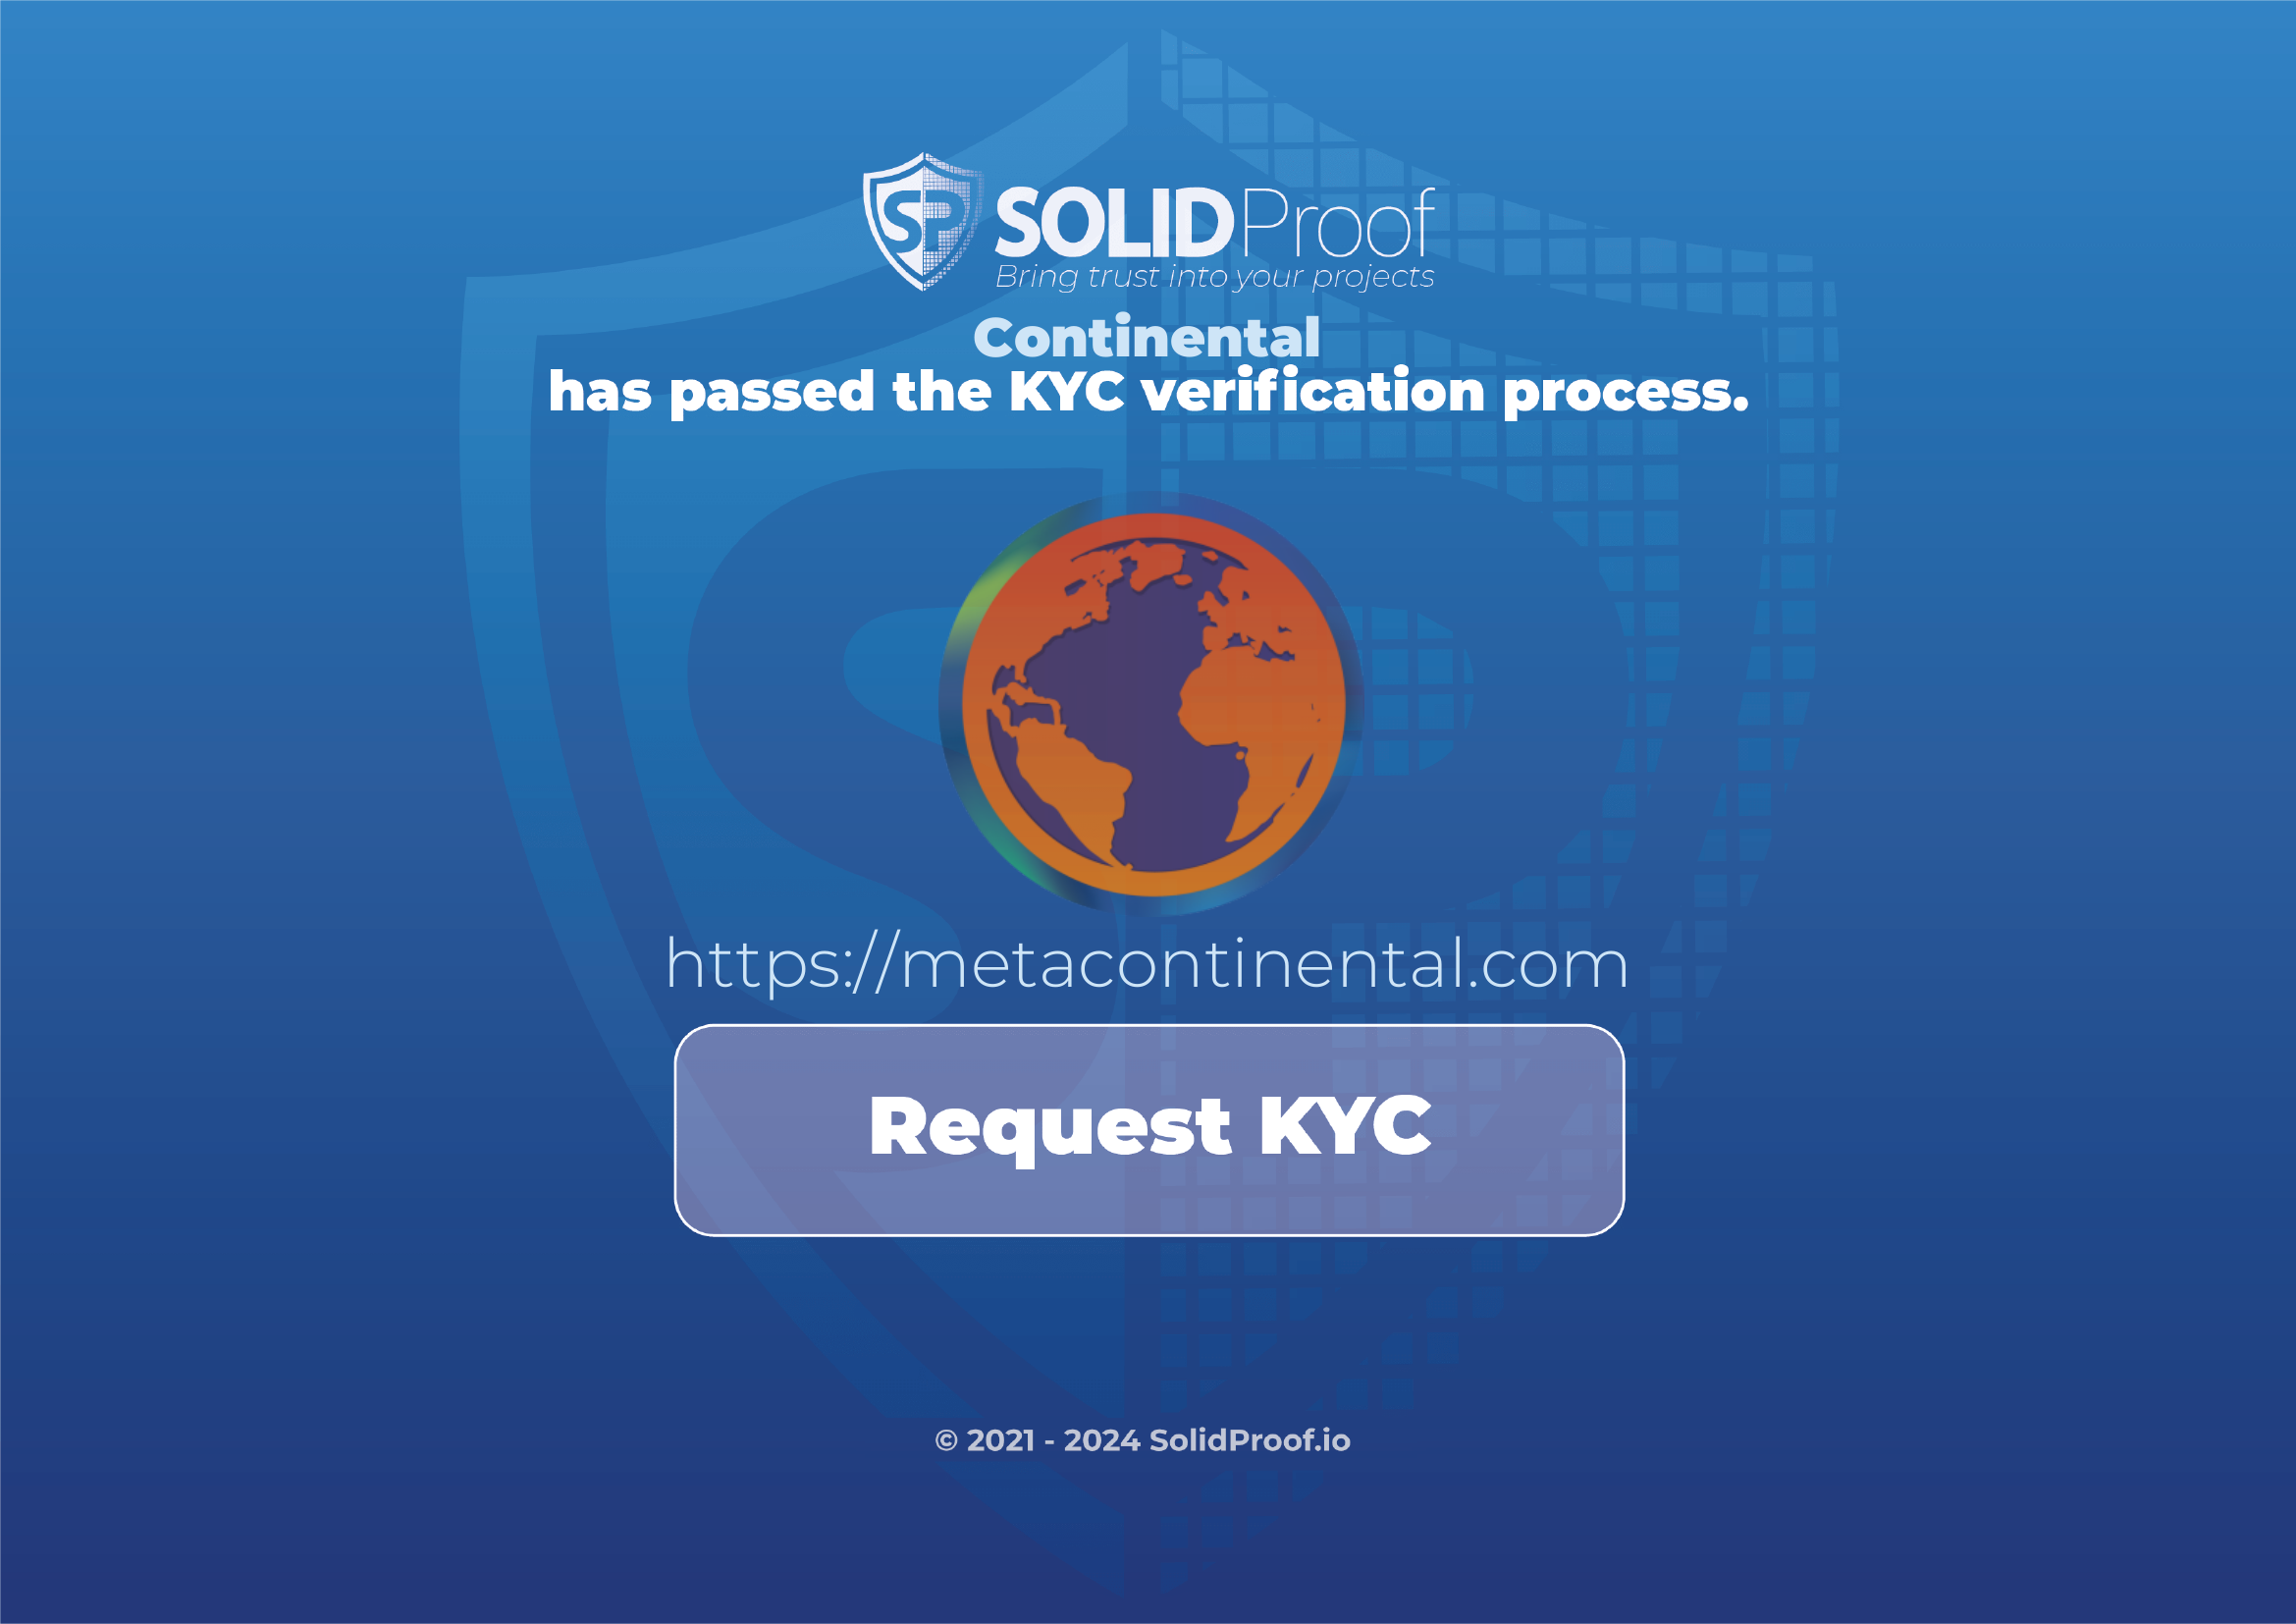 SP SOLIDProof
Bring trust into your projects
Continental
has passed the KYC verification process.
https://metacontinental.com
Request KYC
© 2021 - 2024 SolidProof.io